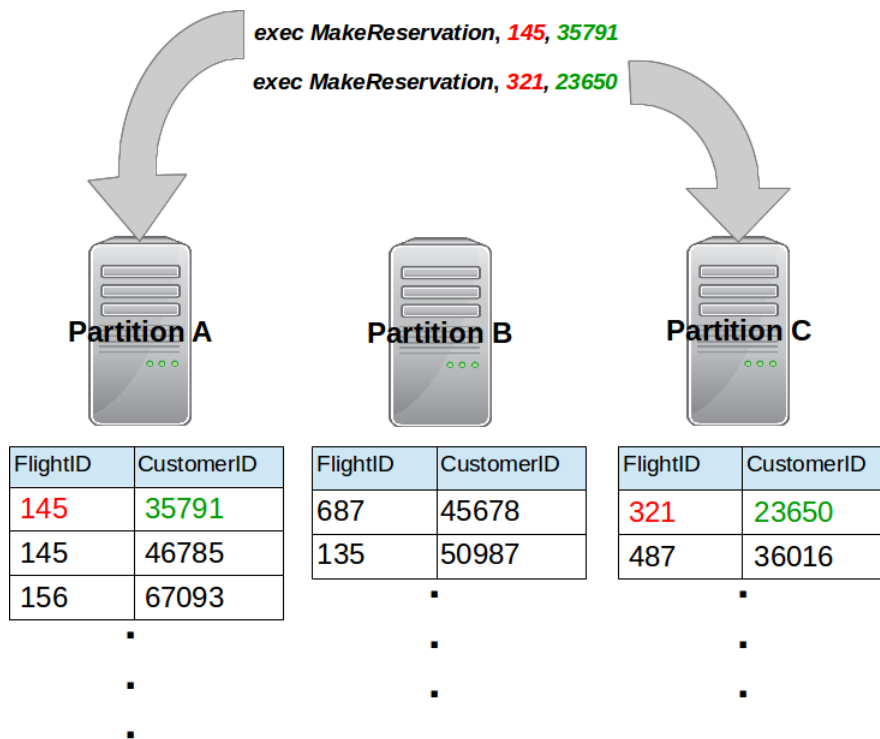 exec MakeReservation, 145, 35791
exec MakeReservation, 321, 23650
Partition A
Partition B
Partition C
FlightID CustomerID
145 35791
145 46785
156 67093
FlightID CustomerID
687 45678
135 50987
FlightID CustomerID
321 23650
487 36016